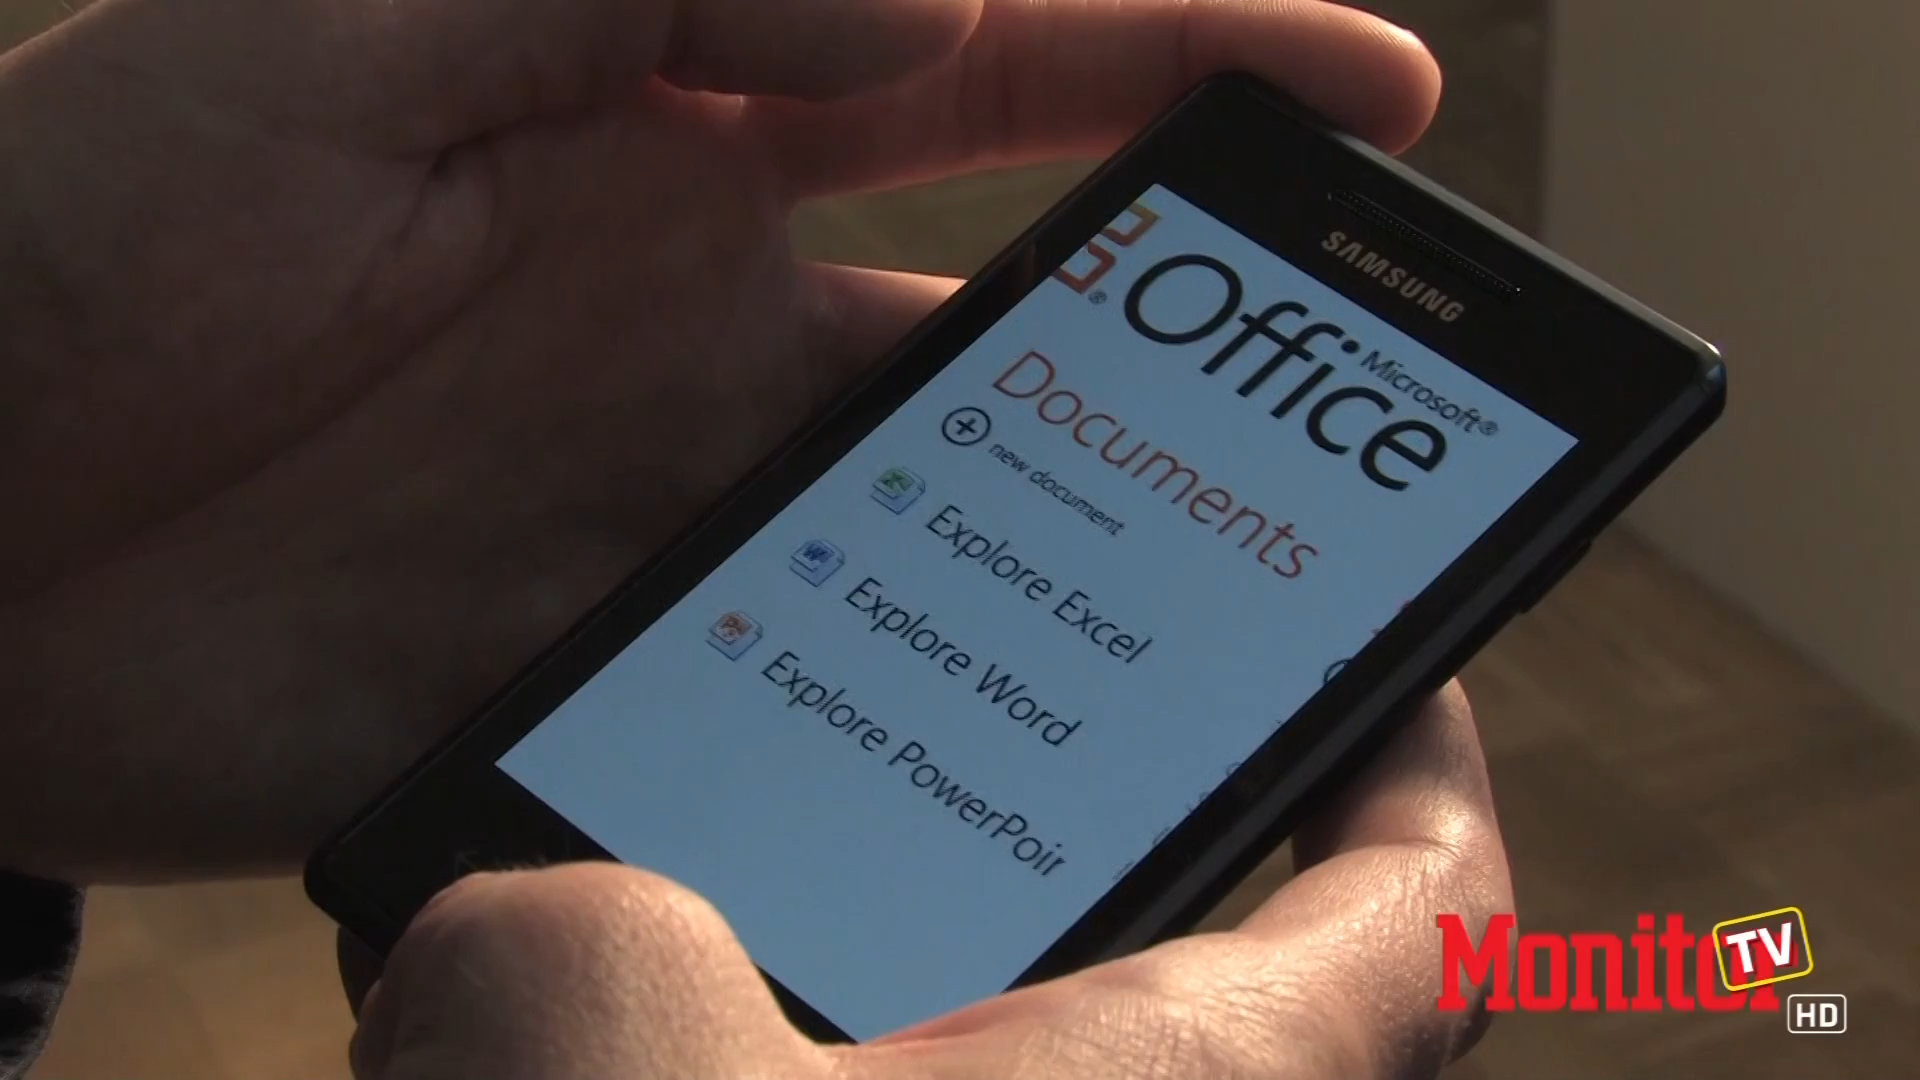 SAMSUNG
Microsoft®
Office
Documents
new document
Explore Excel
Explore Word
Explore PowerPoir
Monitor TV
HD